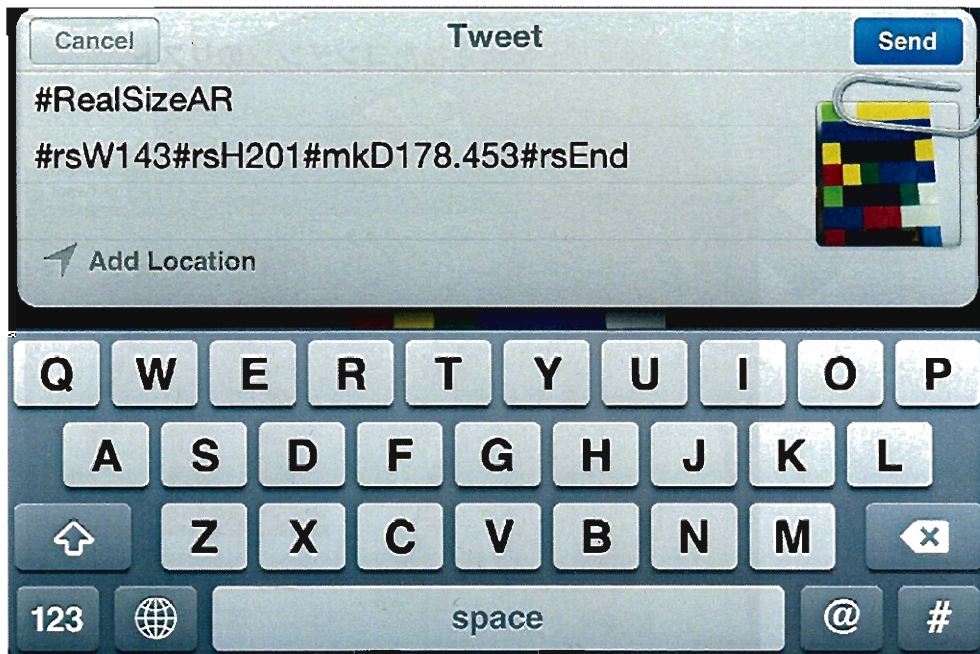 Cancel Tweet Send
#RealSizeAR
#rsW143#rsH201#mkD178.453#rsEnd
Add Location
Q W E R T Y U I O P
A S D F G H J K L
Z X C V B N M
123 space @ #